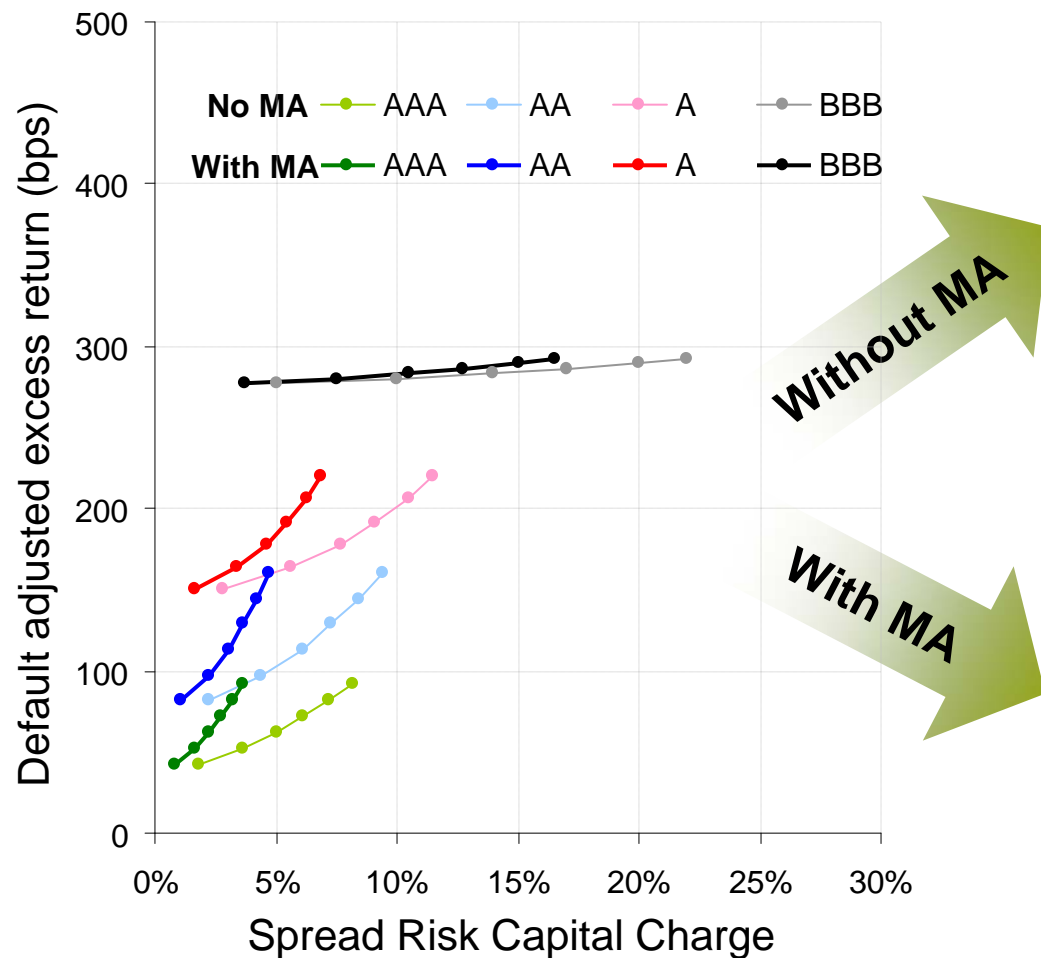 500
400
300
200
100
0
Default adjusted excess return (bps)
No MA AAA AA A BBB
With MA AAA AA A BBB
Without MA
With MA
0% 5% 10% 15% 20% 25% 30%
Spread Risk Capital Charge